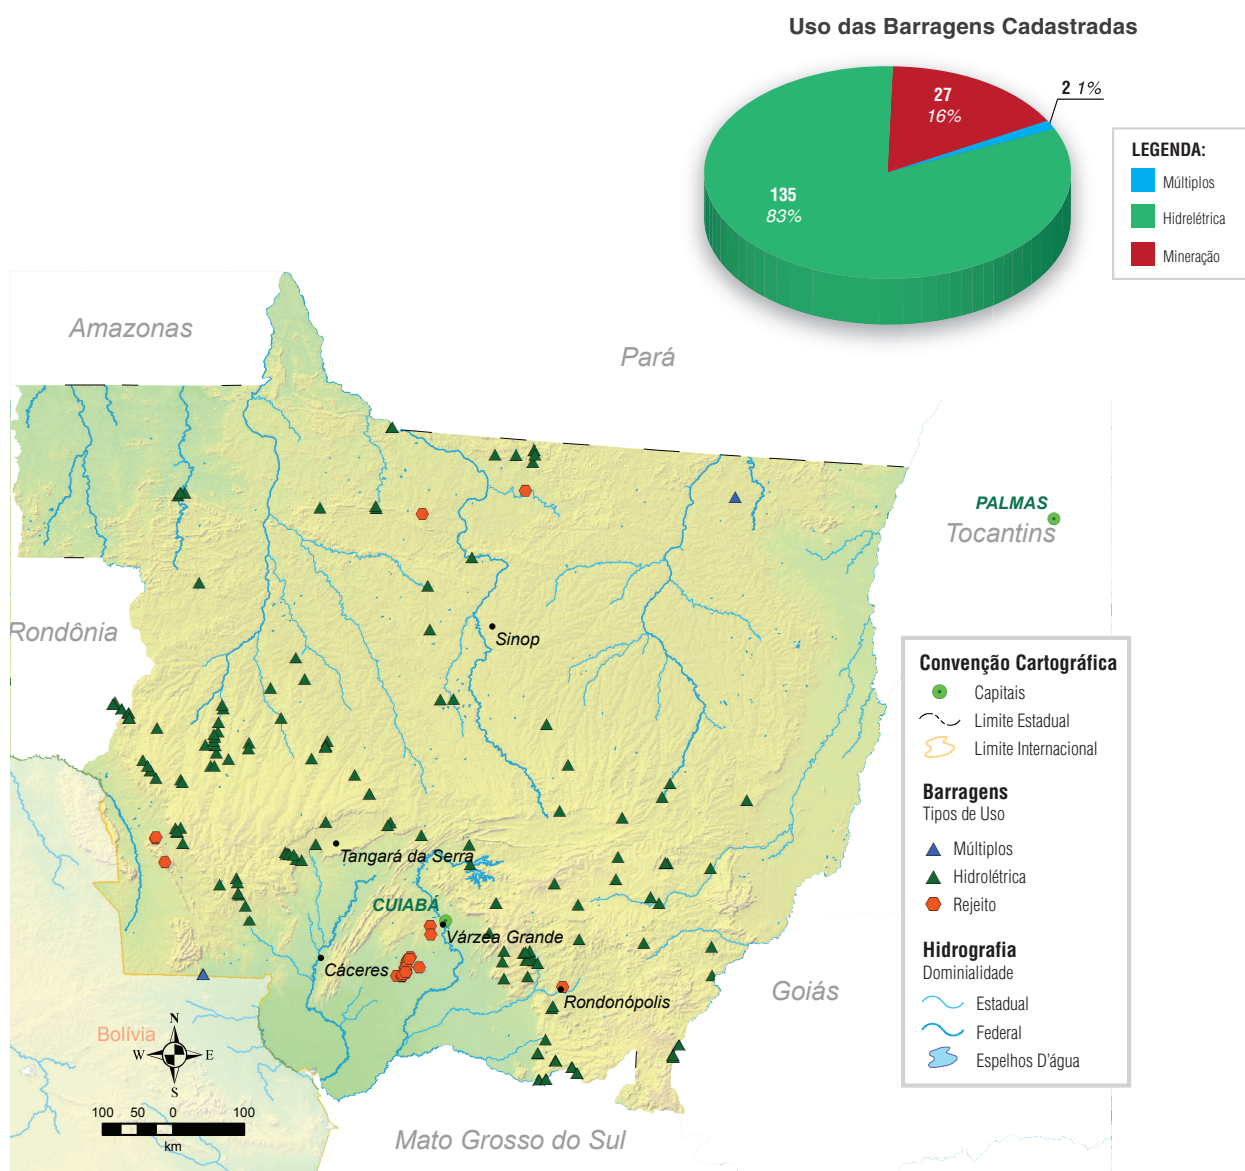 Uso das Barragens Cadastradas
27
16%
2 1%
135
83%
LEGENDA:
Múltiplos
Hidrelétrica
Mineração
Amazonas
Pará
PALMAS
Tocantins
Rondônia
Sinop
Tangará da Serra
CUIABÁ
Várzea Grande
Cáceres
Rondonópolis
Goiás
Bolívia
Mato Grosso do Sul
N
W
E
S
100 50 0 100
km
Convenção Cartográfica
Capitais
Limite Estadual
Limite Internacional
Barragens
Tipos de Uso
Múltiplos
Hidrolétrica
Rejeito
Hidrografia
Dominialidade
Estadual
Federal
Espelhos D'água